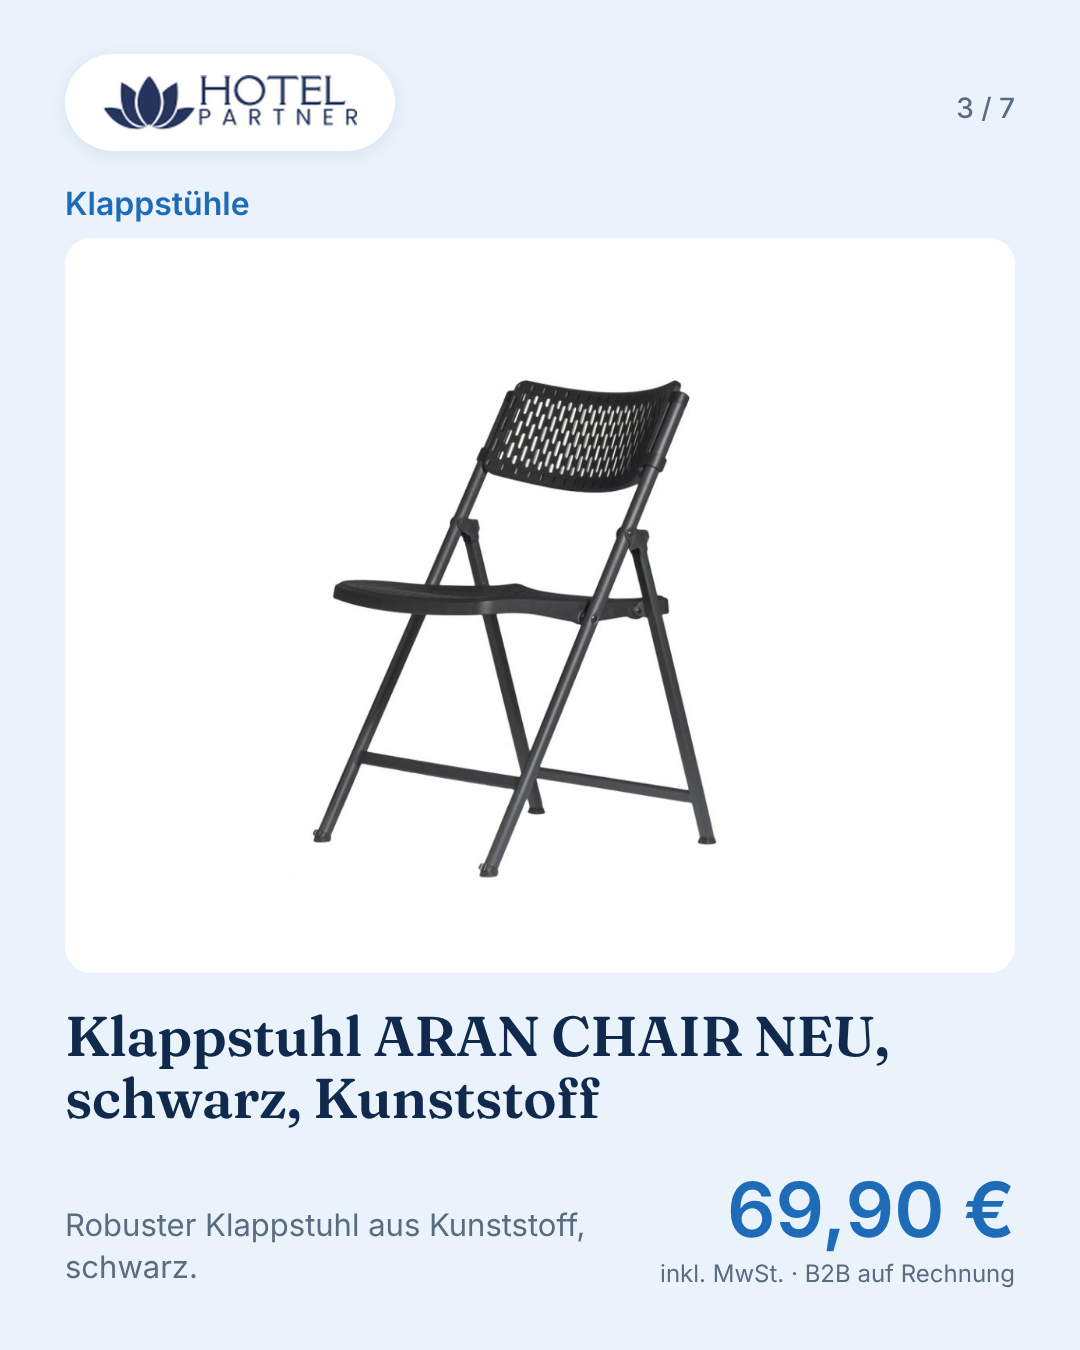 HOTEL
PARTNER
3 / 7
Klappstühle
Klappstuhl ARAN CHAIR NEU,
schwarz, Kunststoff
Robuster Klappstuhl aus Kunststoff,
schwarz.
69,90 €
inkl. MwSt. · B2B auf Rechnung